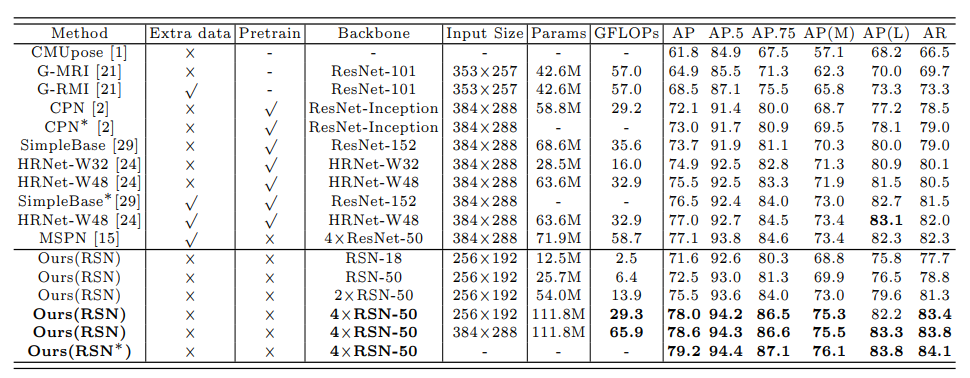 Method Extra data Pretrain Backbone Input Size Params GFLOPs AP AP.5 AP.75 AP(M) AP(L) AR
CMUpose [1] × - - - - - 61.8 84.9 67.5 57.1 68.2 66.5
G-MRI [21] × - ResNet-101 353×257 42.6M 57.0 64.9 85.5 71.3 62.3 70.0 69.7
G-RMI [21] √ - ResNet-101 353×257 42.6M 57.0 68.5 87.1 75.5 65.8 73.3 73.3
CPN [2] × √ ResNet-Inception 384×288 58.8M 29.2 72.1 91.4 80.0 68.7 77.2 78.5
CPN* [2] × √ ResNet-Inception 384×288 - - 73.0 91.7 80.9 69.5 78.1 79.0
SimpleBase [29] × √ ResNet-152 384×288 68.6M 35.6 73.7 91.9 81.1 70.3 80.0 79.0
HRNet-W32 [24] × √ HRNet-W32 384×288 28.5M 16.0 74.9 92.5 82.8 71.3 80.9 80.1
HRNet-W48 [24] × √ HRNet-W48 384×288 63.6M 32.9 75.5 92.5 83.3 71.9 81.5 80.5
SimpleBase*[29] √ √ ResNet-152 384×288 - - 76.5 92.4 84.0 73.0 82.7 81.5
HRNet-W48 [24] √ √ HRNet-W48 384×288 63.6M 32.9 77.0 92.7 84.5 73.4 83.1 82.0
MSPN [15] √ × 4×ResNet-50 384×288 71.9M 58.7 77.1 93.8 84.6 73.4 82.3 82.3
Ours(RSN) × × RSN-18 256×192 12.5M 2.5 71.6 92.6 80.3 68.8 75.8 77.7
Ours(RSN) × × RSN-50 256×192 25.7M 6.4 72.5 93.0 81.3 69.9 76.5 78.8
Ours(RSN) × × 2×RSN-50 256×192 54.0M 13.9 75.5 93.6 84.0 73.0 79.6 81.3
Ours(RSN) × × 4×RSN-50 256×192 111.8M 29.3 78.0 94.2 86.5 75.3 82.2 83.4
Ours(RSN) × × 4×RSN-50 384×288 111.8M 65.9 78.6 94.3 86.6 75.5 83.3 83.8
Ours(RSN*) × × 4×RSN-50 - - - 79.2 94.4 87.1 76.1 83.8 84.1